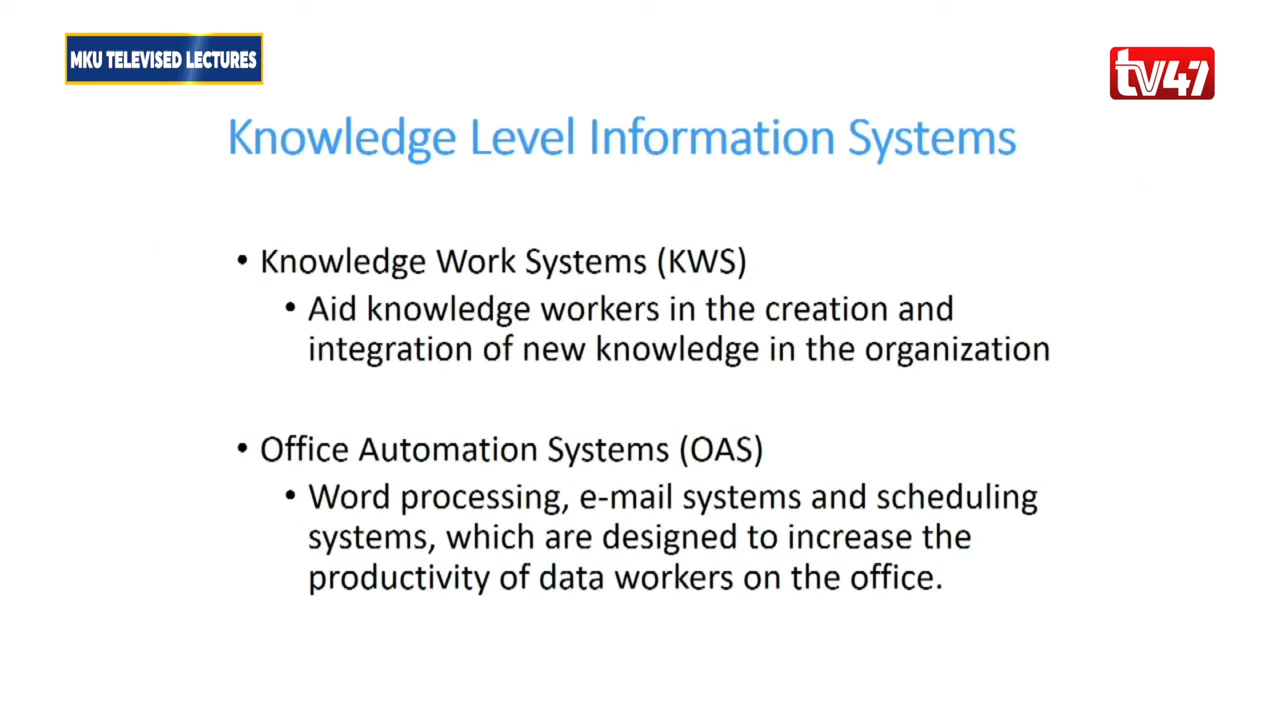 MKU TELEVISED LECTURES
tv47
Knowledge Level Information Systems
• Knowledge Work Systems (KWS)
• Aid knowledge workers in the creation and
integration of new knowledge in the organization
• Office Automation Systems (OAS)
• Word processing, e-mail systems and scheduling
systems, which are designed to increase the
productivity of data workers on the office.